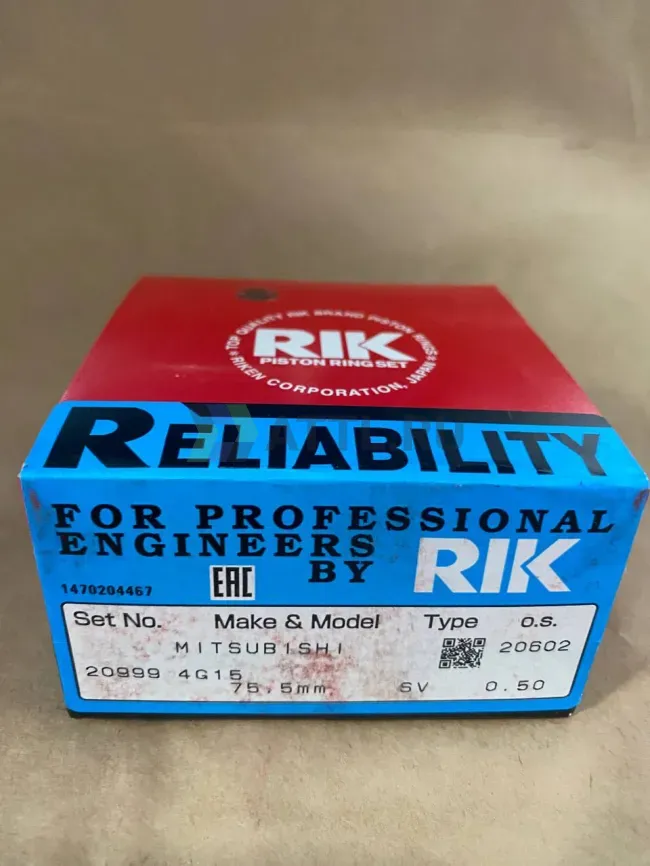 ★ TOP QUALITY RIK BRAND PISTON RINGS ★
RIK
PISTON RING SET
RIKEN CORPORATION, JAPAN
RELIABILITY
FOR PROFESSIONAL
ENGINEERS
BY RIK
1470204467
EAC
Set No. Make & Model Type o.s.
MITSUBISHI 20602
20999 4G15
75.5mm SV 0.50